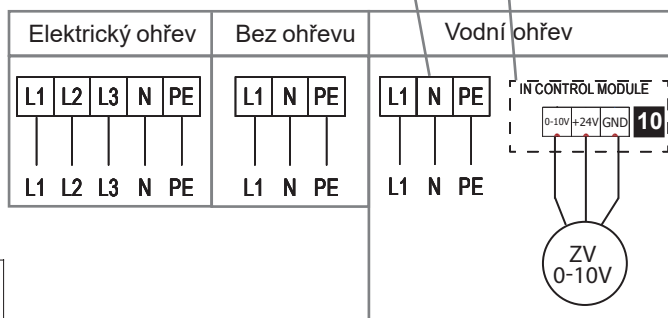 Elektrický ohřev
Bez ohřevu
Vodní ohřev
L1 L2 L3 N PE
L1 N PE
L1 N PE
IN CONTROL MODULE
0-10V +24V GND 10
L1 L2 L3 N PE
L1 N PE
L1 N PE
ZV
0-10V